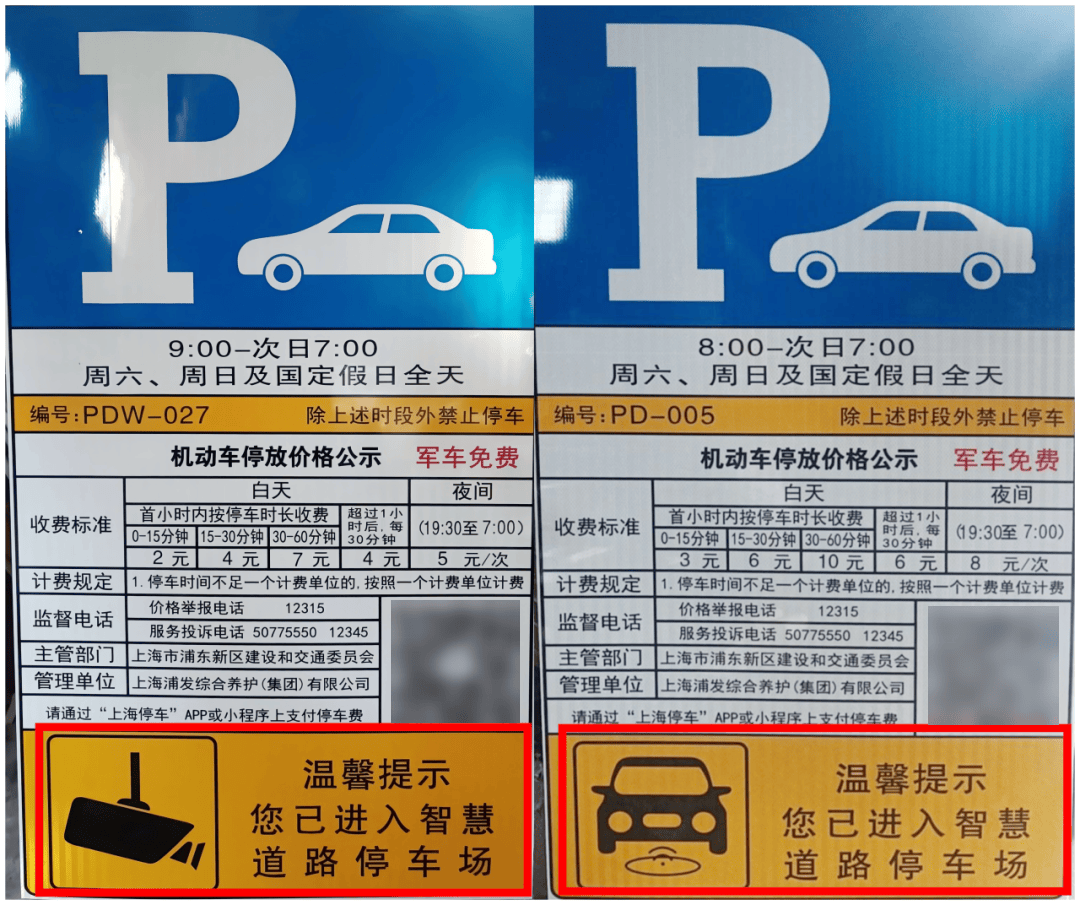 P
9:00-次日7:00
周六、周日及国定假日全天
编号:PDW-027 除上述时段外禁止停车
机动车停放价格公示 军车免费
收费标准
白天 夜间
首小时内按停车时长收费
0-15分钟 15-30分钟 30-60分钟
超过1小
时后,每
30分钟
(19:30至7:00)
2 元 4 元 7 元 4 元 5 元/次
计费规定 1.停车时间不足一个计费单位的,按照一个计费单位计费
监督电话
价格举报电话 12315
服务投诉电话 50775550 12345
主管部门 上海市浦东新区建设和交通委员会
管理单位 上海浦发综合养护(集团)有限公司
请通过“上海停车”APP或小程序上支付停车费
温馨提示
您已进入智慧
道路停车场
P
8:00-次日7:00
周六、周日及国定假日全天
编号:PD-005 除上述时段外禁止停车
机动车停放价格公示 军车免费
收费标准
白天 夜间
首小时内按停车时长收费
0-15分钟 15-30分钟 30-60分钟
超过1小
时后,每
30分钟
(19:30至7:00)
3 元 6 元 10 元 6 元 8 元/次
计费规定 1.停车时间不足一个计费单位的,按照一个计费单位计费
监督电话
价格举报电话 12315
服务投诉电话 50775550 12345
主管部门 上海市浦东新区建设和交通委员会
管理单位 上海浦发综合养护(集团)有限公司
请通过“上海停车”APP或小程序上支付停车费
温馨提示
您已进入智慧
道路停车场